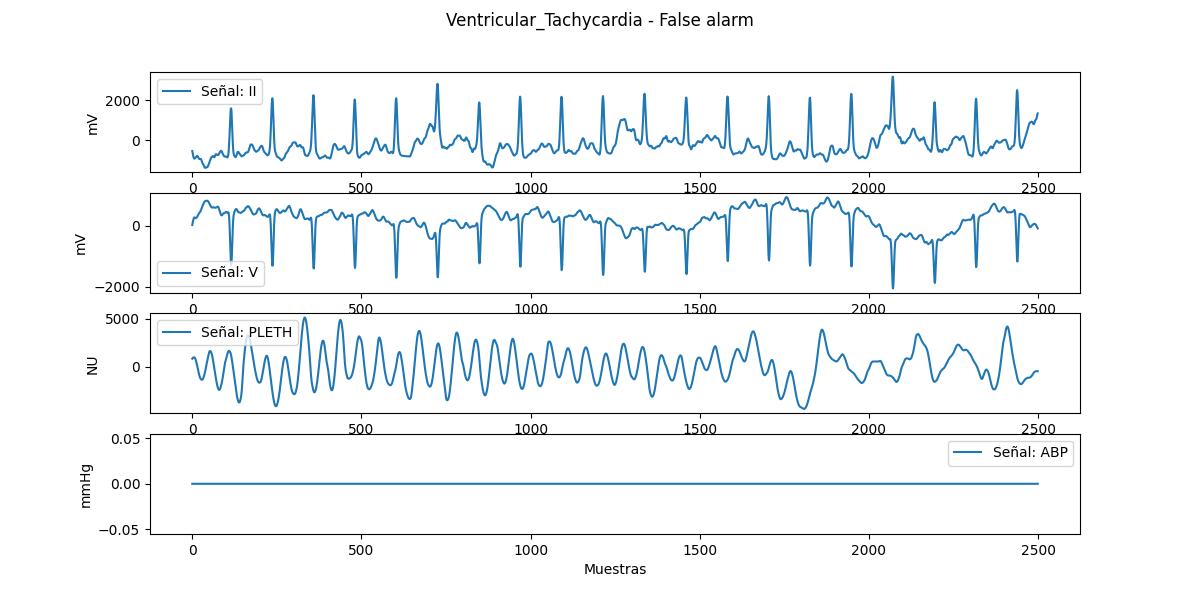 Ventricular_Tachycardia - False alarm
2000
0
mV
Señal: II
0 500 1000 1500 2000 2500
0
−2000
mV
Señal: V
0 500 1000 1500 2000 2500
5000
0
NU
Señal: PLETH
0 500 1000 1500 2000 2500
0.05
0.00
−0.05
mmHg
Señal: ABP
0 500 1000 1500 2000 2500
Muestras